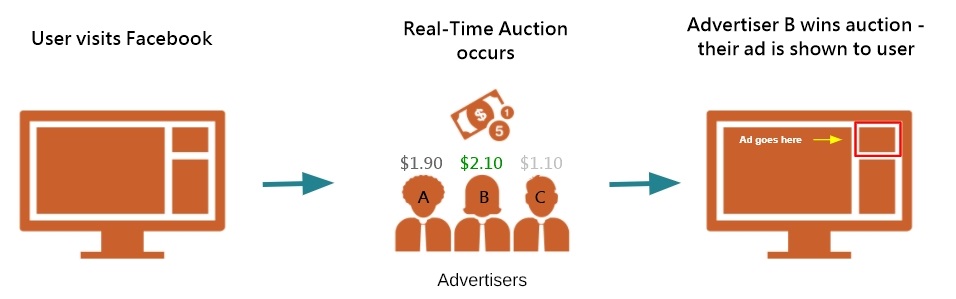 User visits Facebook
Real-Time Auction
occurs
Advertiser B wins auction -
their ad is shown to user
$ 1
5
$1.90 $2.10 $1.10
A B C
Advertisers
Ad goes here